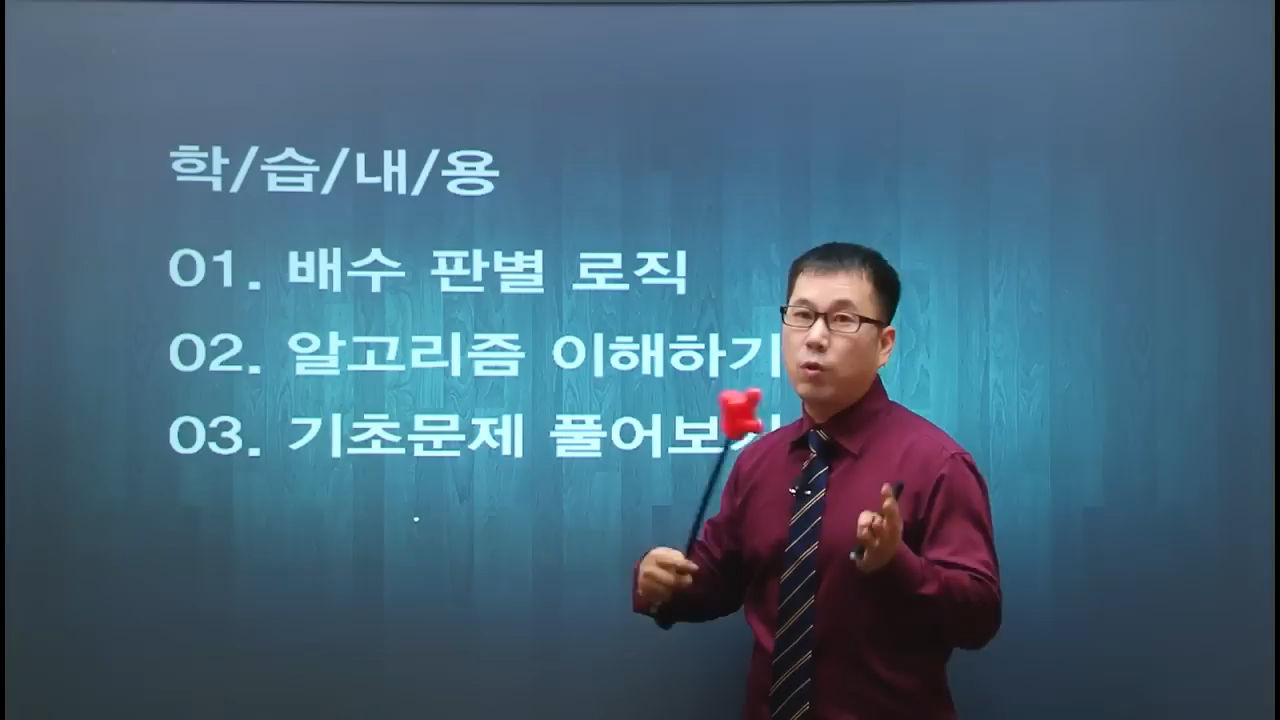 학/습/내/용
01. 배수 판별 로직
02. 알고리즘 이해하기
03. 기초문제 풀어보기